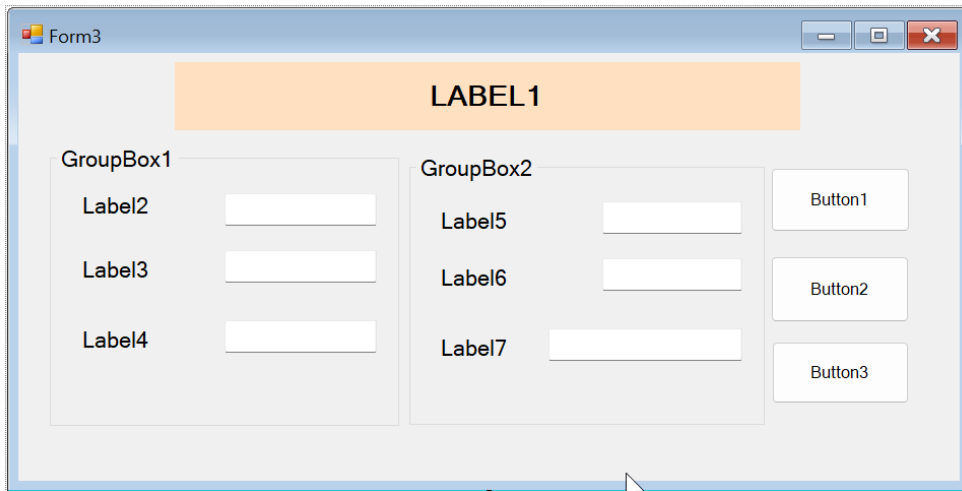 Form3
LABEL1
GroupBox1
Label2
Label3
Label4
GroupBox2
Label5
Label6
Label7
Button1
Button2
Button3